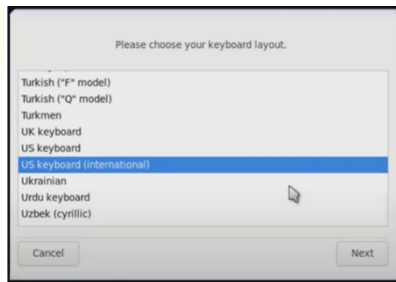 Please choose your keyboard layout.
Turkish ("F" model)
Turkish ("Q" model)
Turkmen
UK keyboard
US keyboard
US keyboard (international)
Ukrainian
Urdu keyboard
Uzbek (cyrillic)
Cancel
Next